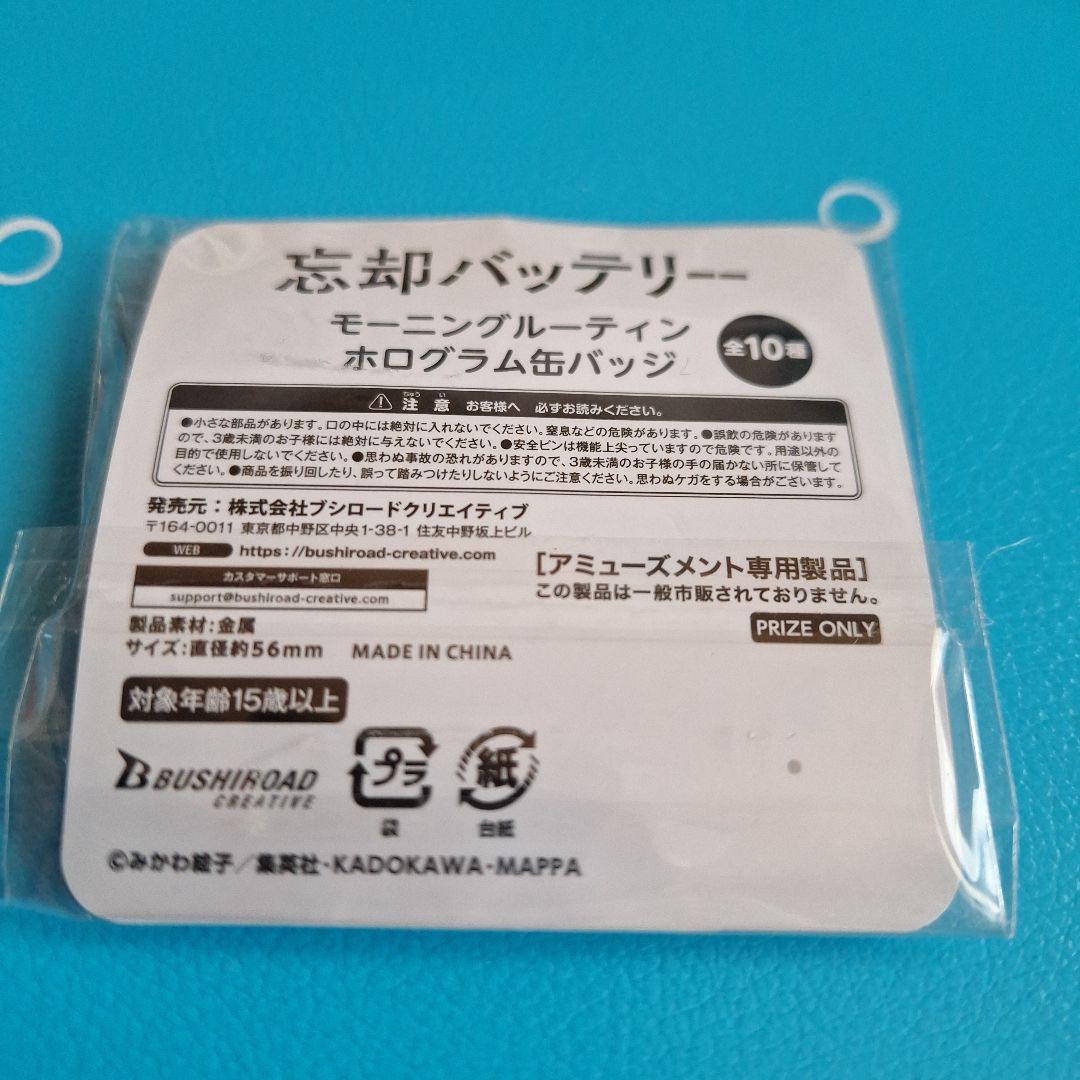 忘却バッテリー
モーニングルーティン
ホログラム缶バッジ
全10種
注意 お客様へ 必ずお読みください。
●小さな部品があります。口の中には絶対に入れないでください。窒息などの危険があります。●誤飲の危険があります
ので、3歳未満のお子様には絶対に与えないでください。●安全ピンは機能上尖っていますので危険です。用途以外の
目的で使用しないでください。●思わぬ事故の恐れがありますので、3歳未満のお子様の手の届かない所に保管して
ください。●商品を振り回したり、誤って踏みつけたりしないようにご注意ください。思わぬケガをする場合がございます。
発売元：株式会社ブシロードクリエイティブ
〒164-0011 東京都中野区中央1-38-1 住友中野坂上ビル
WEB https://bushiroad-creative.com
カスタマーサポート窓口
support@bushiroad-creative.com
[アミューズメント専用製品]
この製品は一般市販されておりません。
PRIZE ONLY
製品素材：金属
サイズ：直径約56mm MADE IN CHINA
対象年齢15歳以上
BUSHIROAD
CREATIVE
プラ
袋
紙
台紙
©みかわ絵子／集英社・KADOKAWA・MAPPA